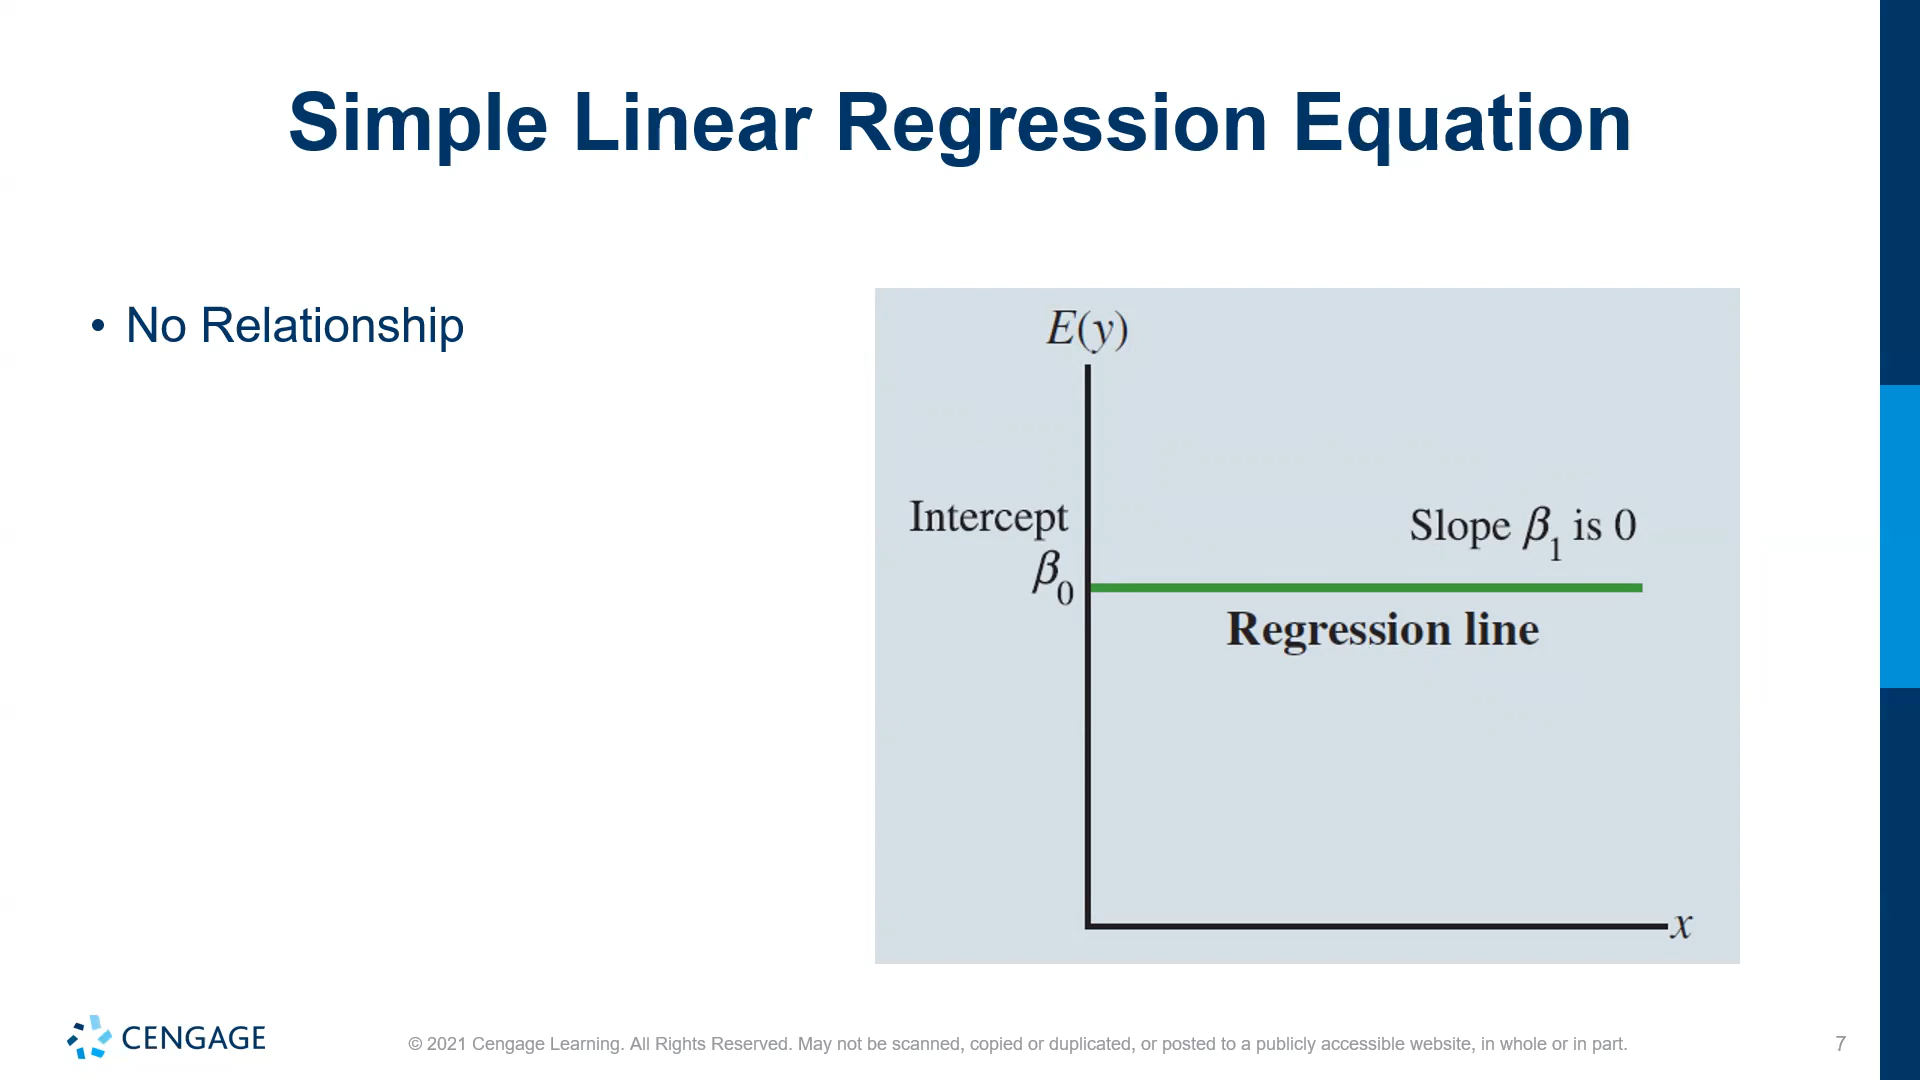 Simple Linear Regression Equation
• No Relationship
E(y)
Intercept
β0
Slope β1 is 0
Regression line
x
CENGAGE
© 2021 Cengage Learning. All Rights Reserved. May not be scanned, copied or duplicated, or posted to a publicly accessible website, in whole or in part.
7